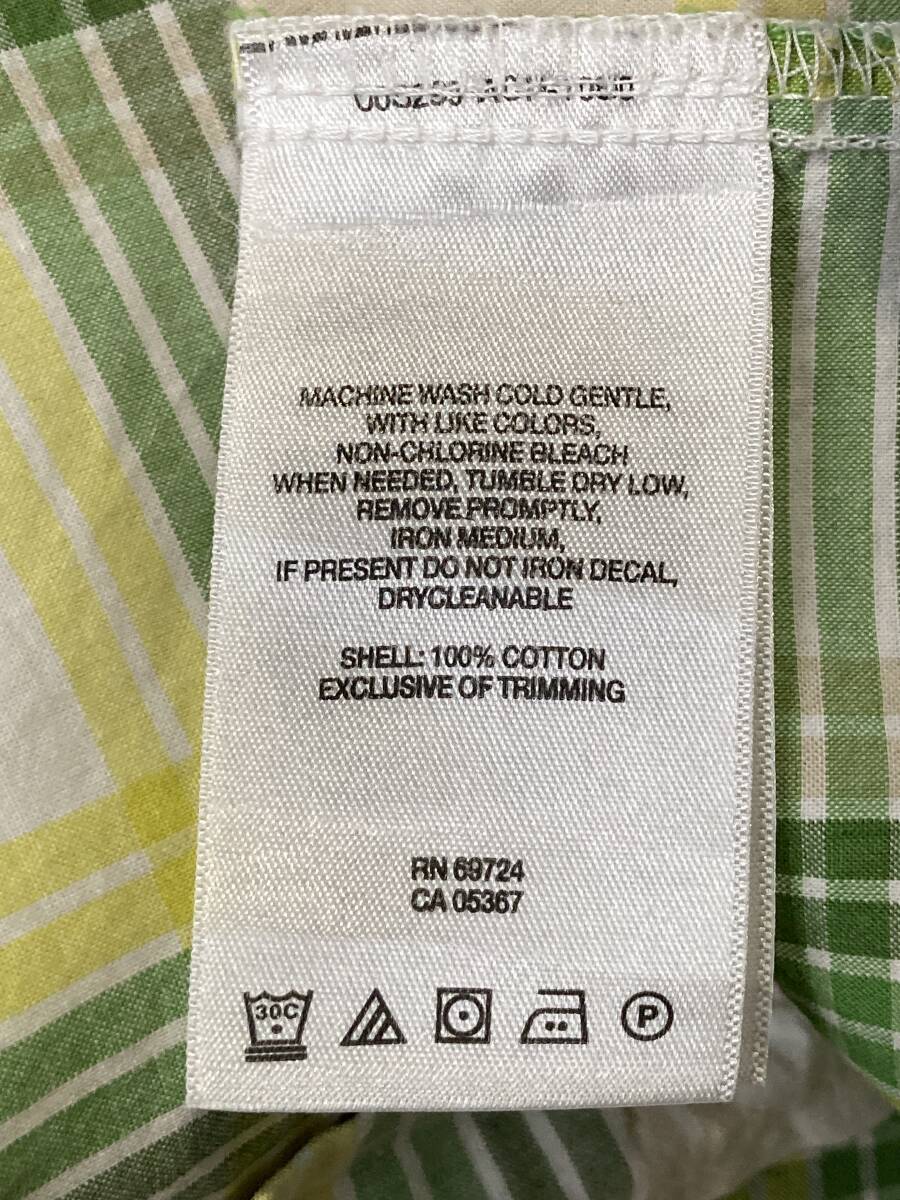 MACHINE WASH COLD GENTLE,
WITH LIKE COLORS,
NON-CHLORINE BLEACH
WHEN NEEDED, TUMBLE DRY LOW,
REMOVE PROMPTLY,
IRON MEDIUM,
IF PRESENT DO NOT IRON DECAL,
DRYCLEANABLE
SHELL: 100% COTTON
EXCLUSIVE OF TRIMMING
RN 69724
CA 05367
30C
P